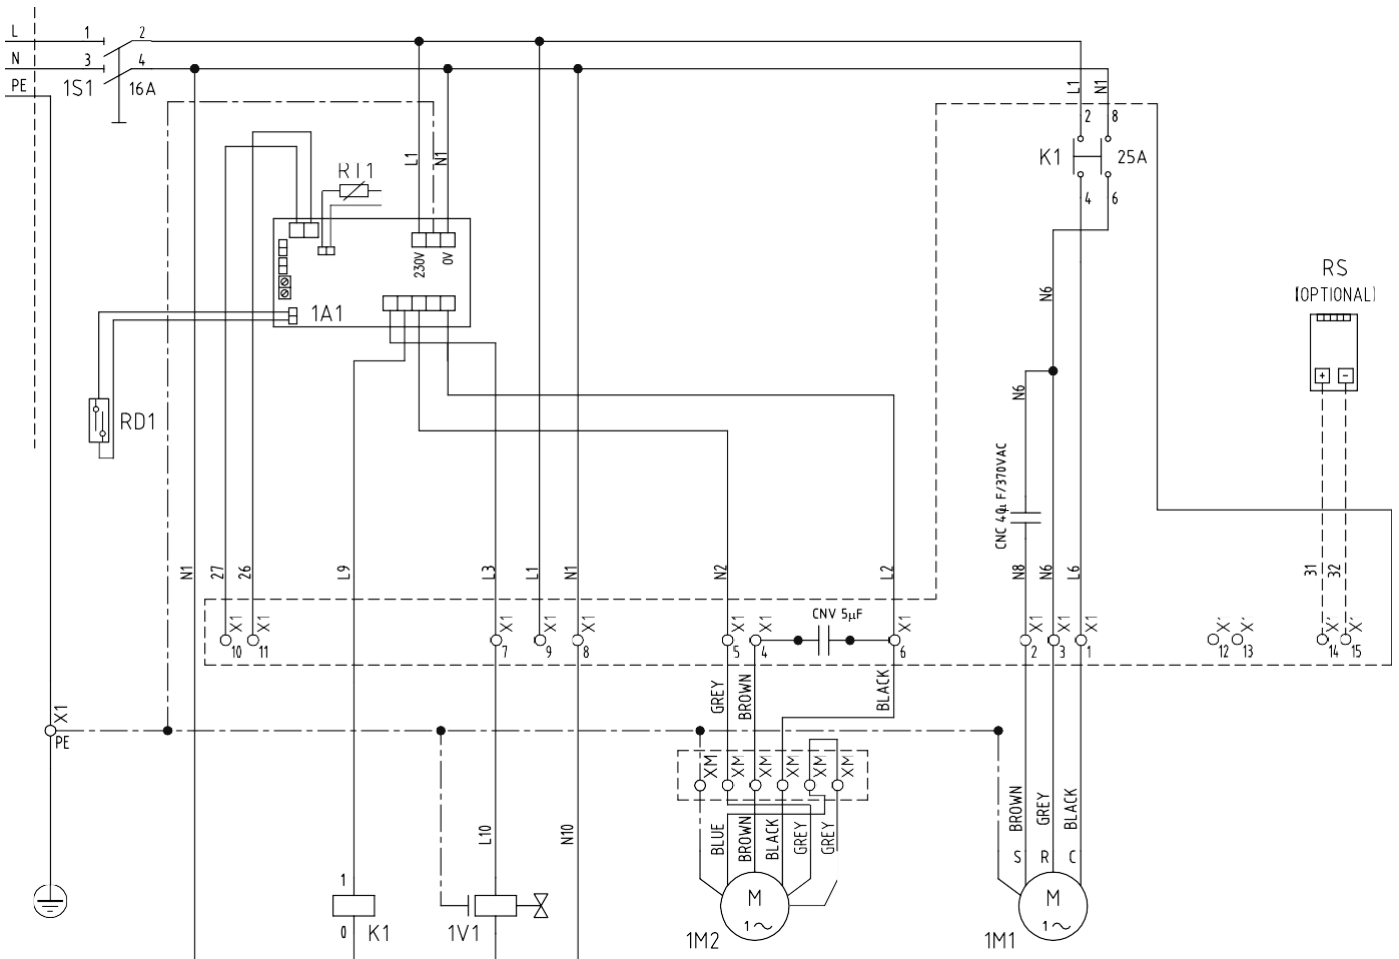 L 1 2
N 3 4
PE 1S1 16A
L1 N1
2 8
K1 25A
4 6
L1 N1
RT1
230V 0V
1A1
RS
(OPTIONAL)
+ -
N6
N6
RD1
CNC 40µF/370VAC
N1 27 26 L9 L3 L1 N1 N2 L2 N8 N6 L6 31 32
CNV 5µF
X1 X1 X1 X1 X1 X1 X1 X1 X1 X1 X1
10 11 7 9 8 5 4 6 2 3 1 12 13 14 15
GREY BROWN BLACK
X1
PE
XM XM XM XM XM XM
L10 N10
BLUE BROWN BLACK GREY GREY
BROWN GREY BLACK
S R C
1
0 K1
1V1
M
1~
1M2
M
1~
1M1